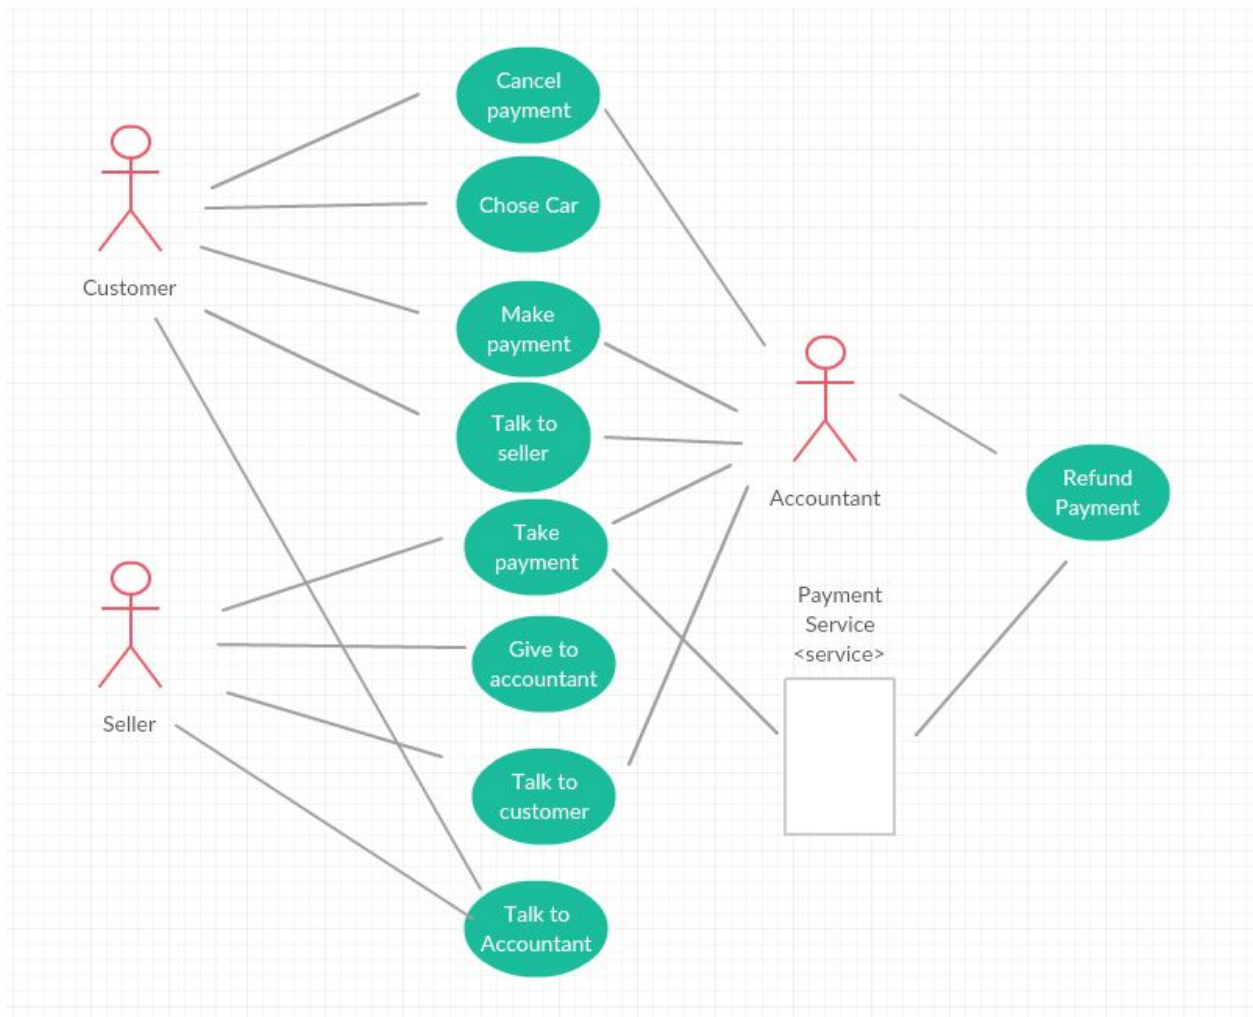 Cancel
payment
Chose Car
Customer
Make
payment
Talk to
seller
Accountant
Refund
Payment
Take
payment
Payment
Service
<service>
Give to
accountant
Seller
Talk to
customer
Talk to
Accountant